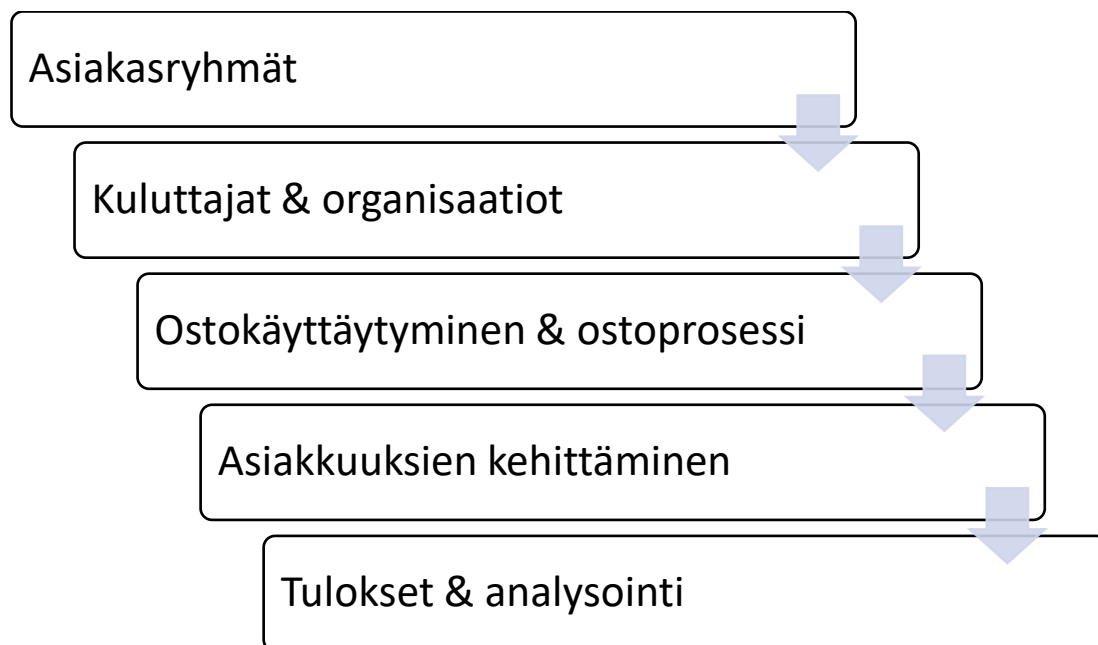 Asiakasryhmät
Kuluttajat & organisaatiot
Ostokäyttäytyminen & ostoprosessi
Asiakkuuksien kehittäminen
Tulokset & analysointi